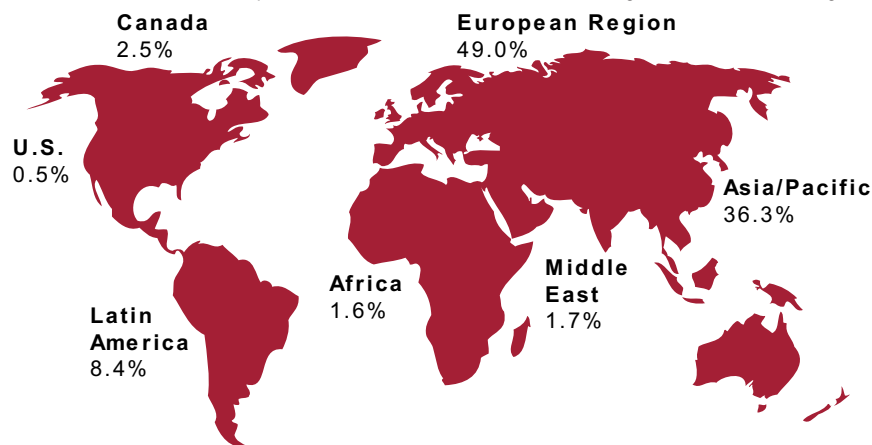 Canada
2.5%
European Region
49.0%
U.S.
0.5%
Asia/Pacific
36.3%
Africa
1.6%
Middle
East
1.7%
Latin
America
8.4%